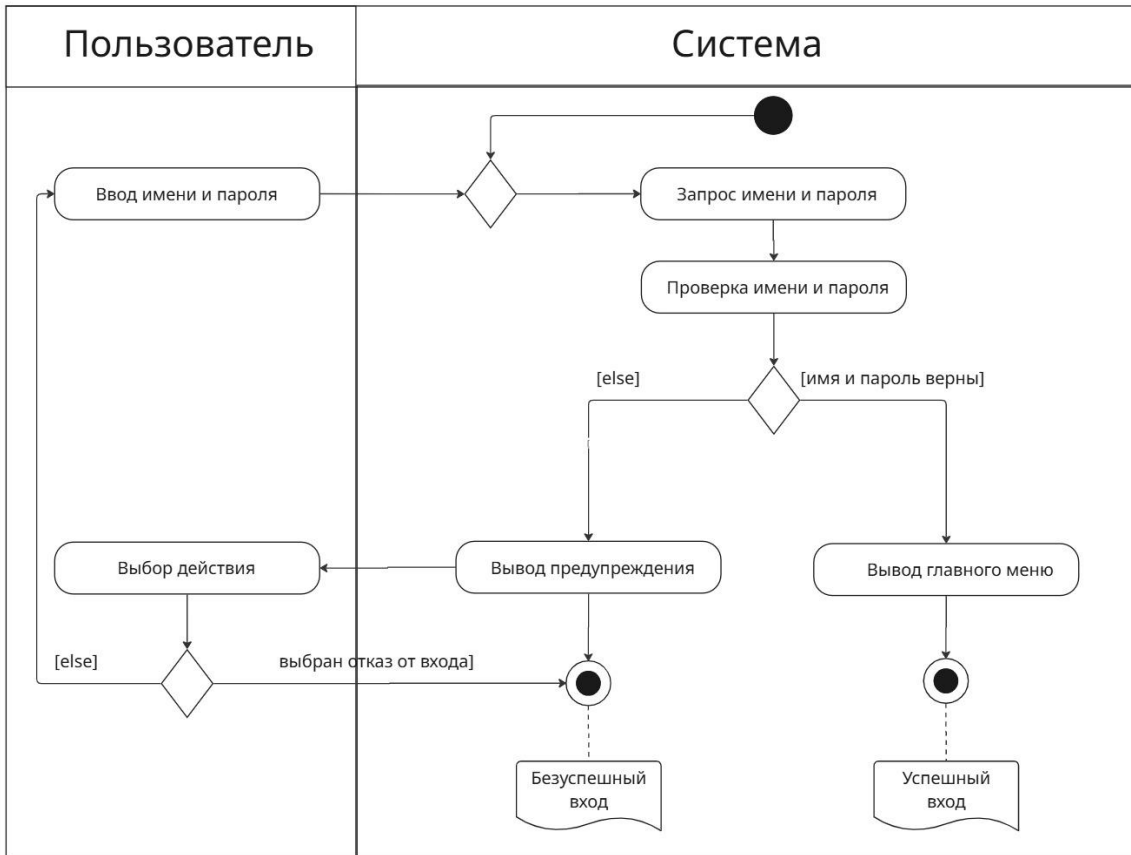 Пользователь
Система
Ввод имени и пароля
Запрос имени и пароля
Проверка имени и пароля
[else]
[имя и пароль верны]
Выбор действия
Вывод предупреждения
Вывод главного меню
[else]
выбран отказ от входа]
Безуспешный
вход
Успешный
вход